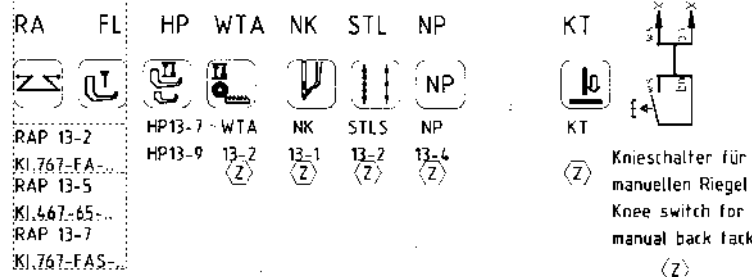 RA FL HP WTA NK STL NP KT
NP
RAP 13-2
Kl.767-FA-...
RAP 13-5
Kl.467-65-...
RAP 13-7
Kl.767-FAS-...
HP13-7 WTA NK STLS NP KT
HP13-9 13-2 13-1 13-2 13-4
Z Z Z Z Z
Knieschalter für
manuellen Riegel
Knee switch for
manual back tack
Z